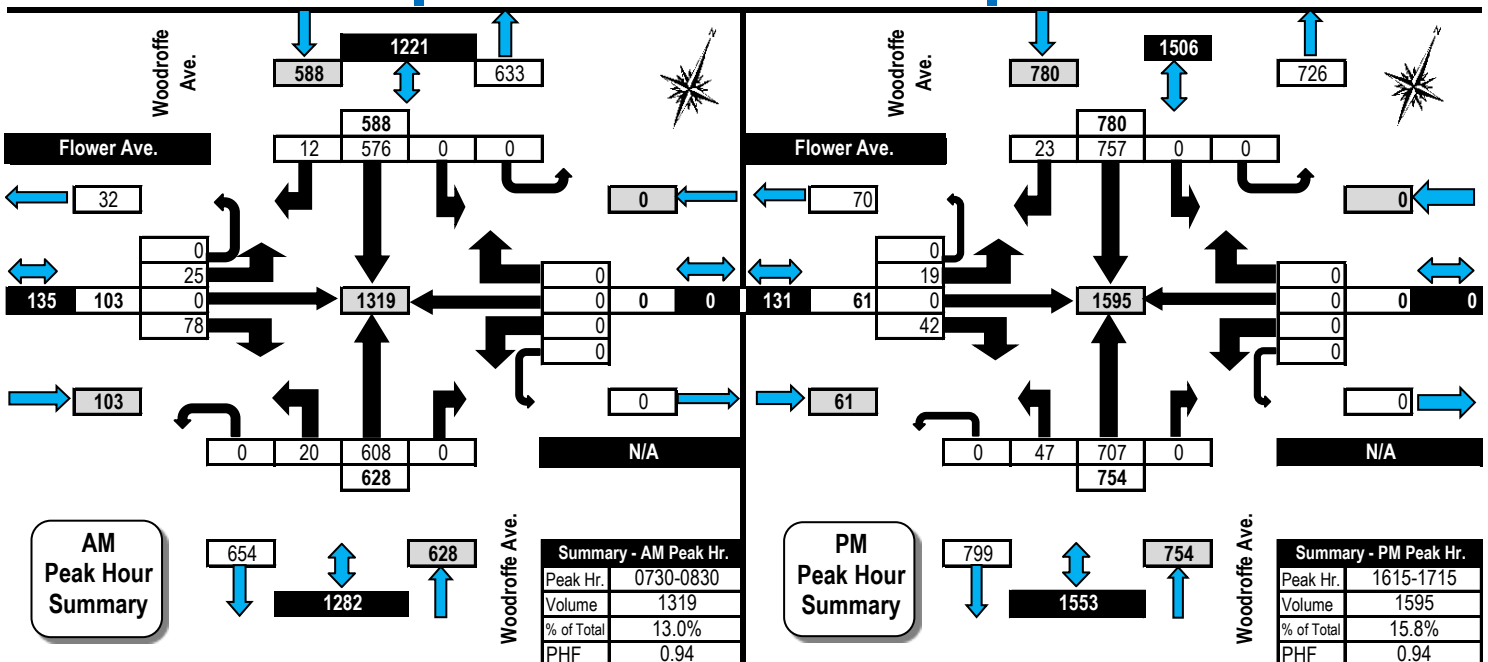 Woodroffe Ave.
588
1221
633
588
12 576 0 0
Flower Ave.
32
0
0
25
135 103 0
78
1319
0
0 0 0
0
0
103
0
0 20 608 0
628
N/A
AM
Peak Hour
Summary
654
628
1282
Woodroffe Ave.
Summary - AM Peak Hr.
Peak Hr. 0730-0830
Volume 1319
% of Total 13.0%
PHF 0.94
Woodroffe Ave.
780
1506
726
780
23 757 0 0
Flower Ave.
70
0
0
19
131 61 0
42
1595
0
0 0 0
0
0
61
0
0 47 707 0
754
N/A
PM
Peak Hour
Summary
799
754
1553
Woodroffe Ave.
Summary - PM Peak Hr.
Peak Hr. 1615-1715
Volume 1595
% of Total 15.8%
PHF 0.94